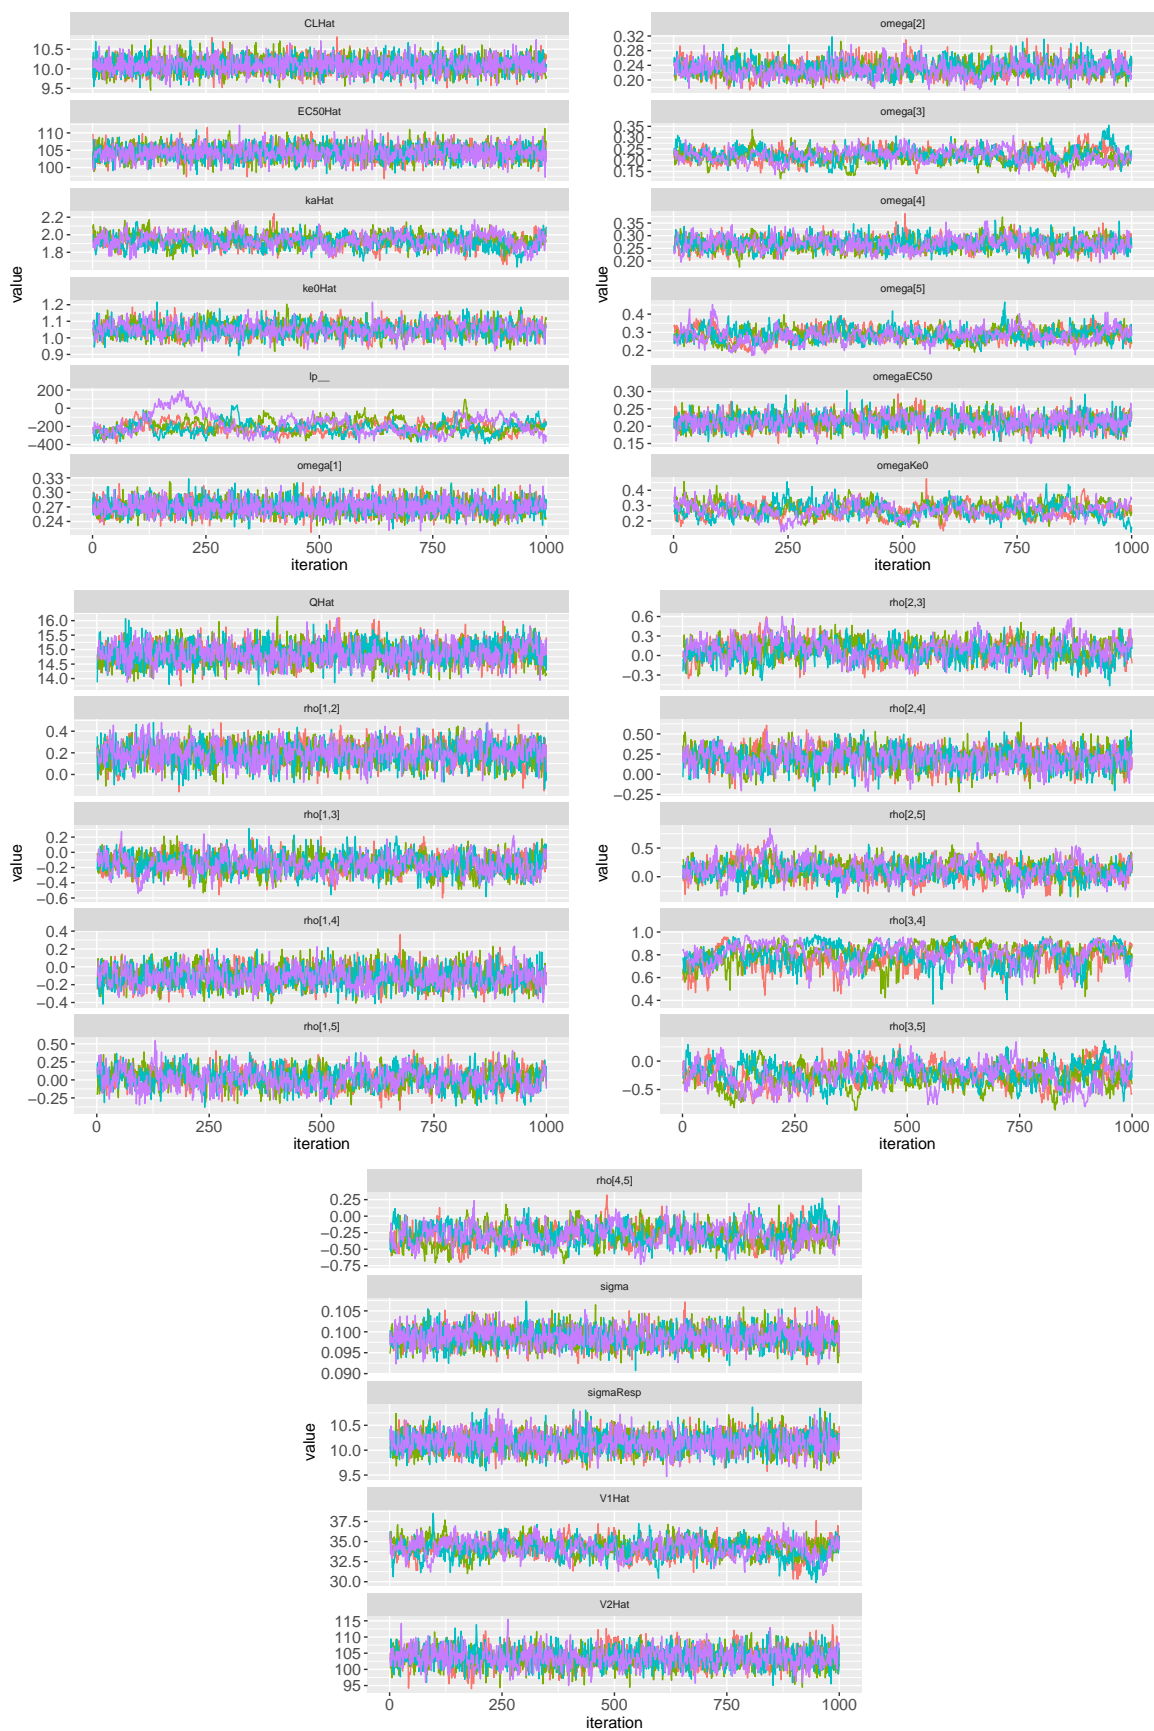 CLHat
10.5
10.0
9.5
EC50Hat
110
105
100
kaHat
2.2
2.0
1.8
ke0Hat
1.2
1.1
1.0
0.9
lp__
200
0
−200
−400
omega[1]
0.33
0.30
0.27
0.24
0 250 500 750 1000
iteration
value
omega[2]
0.32
0.24
0.20
omega[3]
0.35
0.30
0.25
0.20
0.15
omega[4]
0.35
0.30
0.25
0.20
omega[5]
0.4
0.3
0.2
omegaEC50
0.30
0.25
0.20
0.15
omegaKe0
0.4
0.3
0.2
0 250 500 750 1000
iteration
value
QHat
16.0
15.5
15.0
14.5
14.0
rho[1,2]
0.4
0.2
0.0
rho[1,3]
0.2
0.0
−0.2
−0.4
−0.6
rho[1,4]
0.4
0.2
0.0
−0.2
−0.4
rho[1,5]
0.50
0.25
0.00
−0.25
0 250 500 750 1000
iteration
value
rho[2,3]
0.6
0.3
0.0
−0.3
rho[2,4]
0.50
0.25
0.00
−0.25
rho[2,5]
0.5
0.0
rho[3,4]
1.0
0.8
0.6
0.4
rho[3,5]
0.0
−0.5
0 250 500 750 1000
iteration
value
rho[4,5]
0.25
0.00
−0.25
−0.50
−0.75
sigma
0.105
0.100
0.095
0.090
sigmaResp
10.5
10.0
9.5
V1Hat
37.5
35.0
32.5
30.0
V2Hat
115
110
105
100
95
0 250 500 750 1000
iteration
value